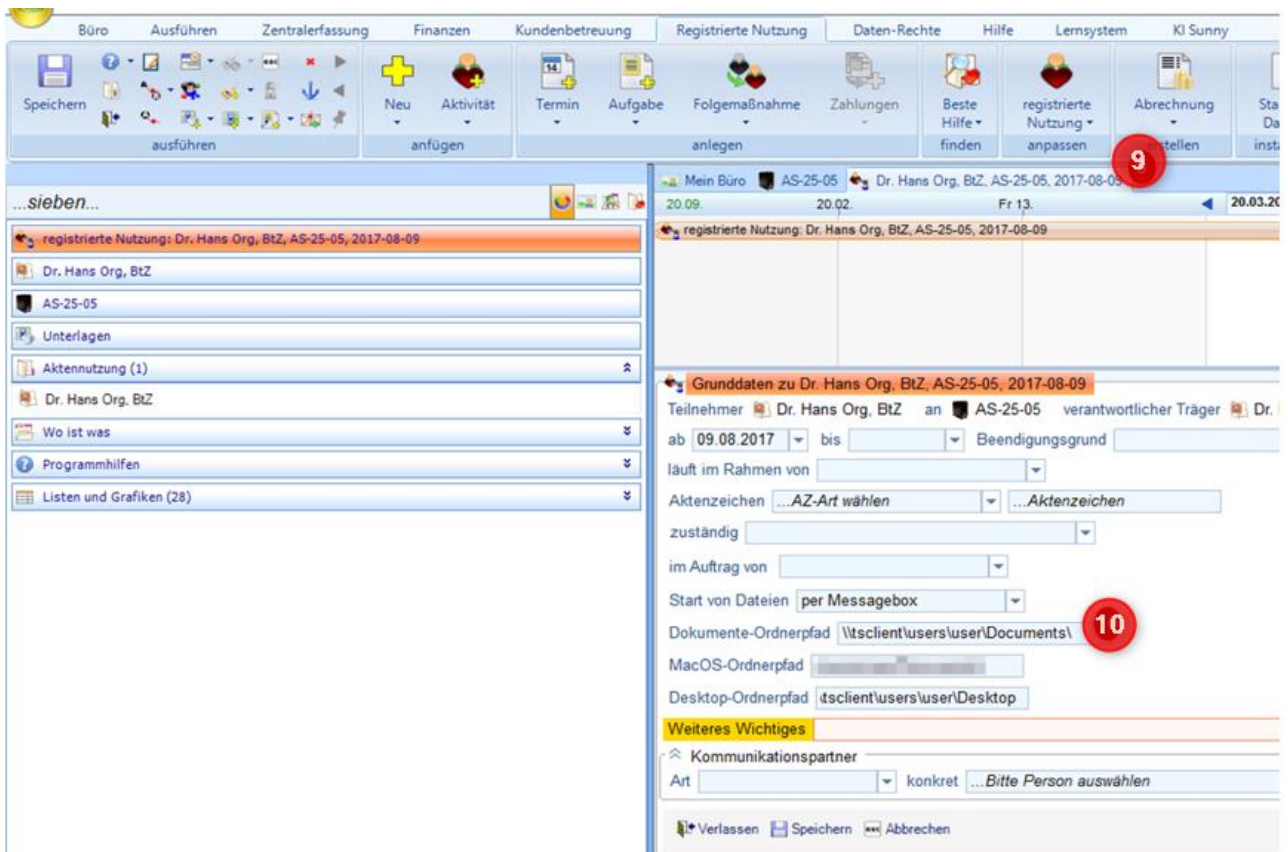 Büro Ausführen Zentralerfassung Finanzen Kundenbetreuung Registrierte Nutzung Daten-Rechte Hilfe Lernsystem KI Sunny
Speichern Neu Aktivität Termin Aufgabe Folgemaßnahme Zahlungen Beste Hilfe registrierte Nutzung Abrechnung
ausführen anfügen anlegen finden anpassen erstellen
9
...sieben...
registrierte Nutzung: Dr. Hans Org, BtZ, AS-25-05, 2017-08-09
Dr. Hans Org, BtZ
AS-25-05
Unterlagen
Aktennutzung (1)
Dr. Hans Org, BtZ
Wo ist was
Programmhilfen
Listen und Grafiken (28)
Mein Büro AS-25-05 Dr. Hans Org, BtZ, AS-25-05, 2017-08-09
20.09. 20.02. Fr 13. 20.03.20
registrierte Nutzung: Dr. Hans Org, BtZ, AS-25-05, 2017-08-09
Grunddaten zu Dr. Hans Org, BtZ, AS-25-05, 2017-08-09
Teilnehmer Dr. Hans Org, BtZ an AS-25-05 verantwortlicher Träger Dr.
ab 09.08.2017 bis Beendigungsgrund
läuft im Rahmen von
Aktenzeichen ...AZ-Art wählen ...Aktenzeichen
zuständig
im Auftrag von
Start von Dateien per Messagebox
Dokumente-Ordnerpfad \\tsclient\users\user\Documents\
10
MacOS-Ordnerpfad
Desktop-Ordnerpfad tsclient\users\user\Desktop
Weiteres Wichtiges
Kommunikationspartner
Art konkret ...Bitte Person auswählen
Verlassen Speichern Abbrechen